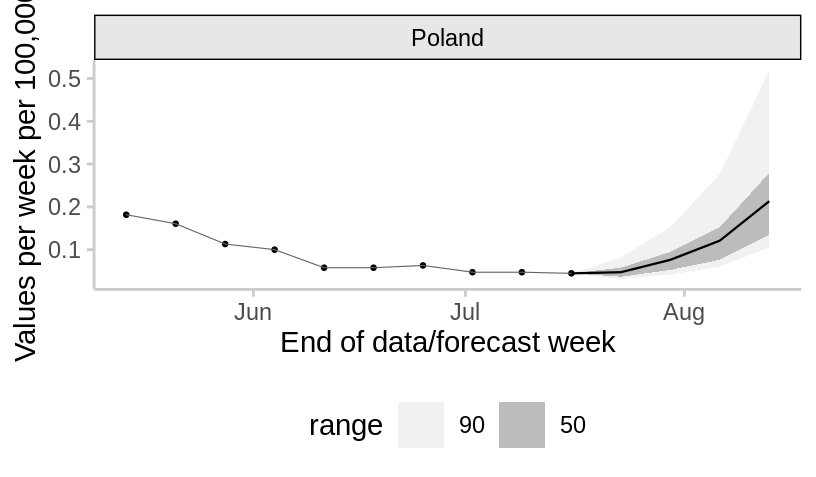 Poland
Values per week per 100,000
0.5
0.4
0.3
0.2
0.1
Jun Jul Aug
End of data/forecast week
range 90 50